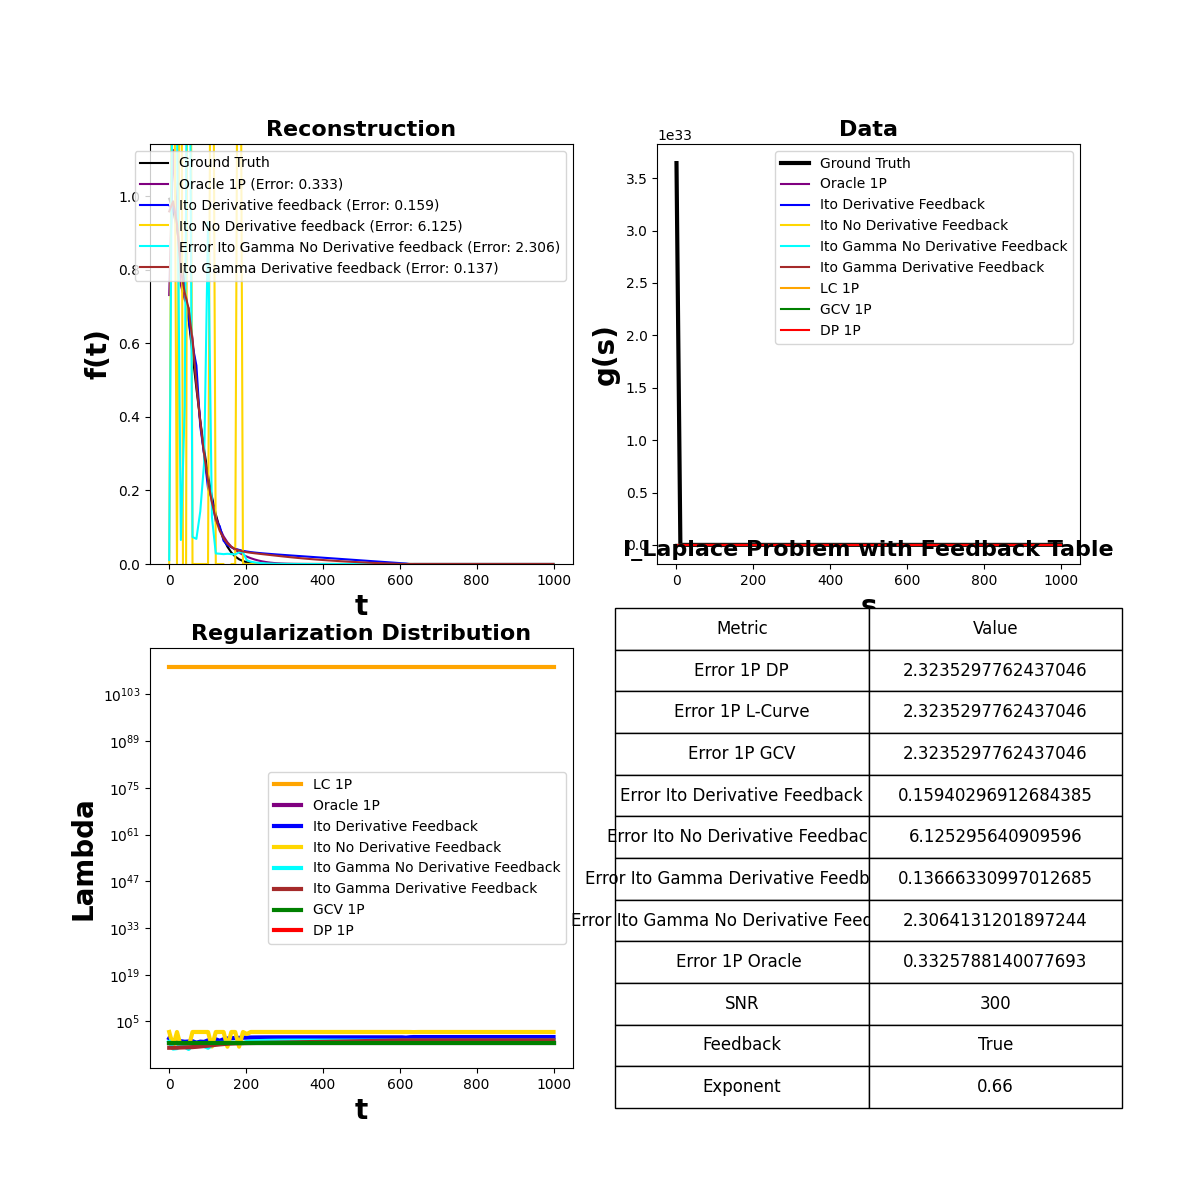 Reconstruction
Ground Truth
Oracle 1P (Error: 0.333)
Ito Derivative feedback (Error: 0.159)
Ito No Derivative feedback (Error: 6.125)
Error Ito Gamma No Derivative feedback (Error: 2.306)
Ito Gamma Derivative feedback (Error: 0.137)
f(t)
1.0
0.8
0.6
0.4
0.2
0.0
0 200 400 600 800 1000
t
Data
1e33
Ground Truth
Oracle 1P
Ito Derivative Feedback
Ito No Derivative Feedback
Ito Gamma No Derivative Feedback
Ito Gamma Derivative Feedback
LC 1P
GCV 1P
DP 1P
g(s)
3.5
3.0
2.5
2.0
1.5
1.0
0.5
0.0
0 200 400 600 800 1000
s
Regularization Distribution
LC 1P
Oracle 1P
Ito Derivative Feedback
Ito No Derivative Feedback
Ito Gamma No Derivative Feedback
Ito Gamma Derivative Feedback
GCV 1P
DP 1P
Lambda
10^103
10^89
10^75
10^61
10^47
10^33
10^19
10^5
0 200 400 600 800 1000
t
I_Laplace Problem with Feedback Table
Metric Value
Error 1P DP 2.3235297762437046
Error 1P L-Curve 2.3235297762437046
Error 1P GCV 2.3235297762437046
Error Ito Derivative Feedback 0.15940296912684385
Error Ito No Derivative Feedbac 6.125295640909596
Error Ito Gamma Derivative Feedb 0.13666330997012685
Error Ito Gamma No Derivative Feed 2.3064131201897244
Error 1P Oracle 0.3325788140077693
SNR 300
Feedback True
Exponent 0.66